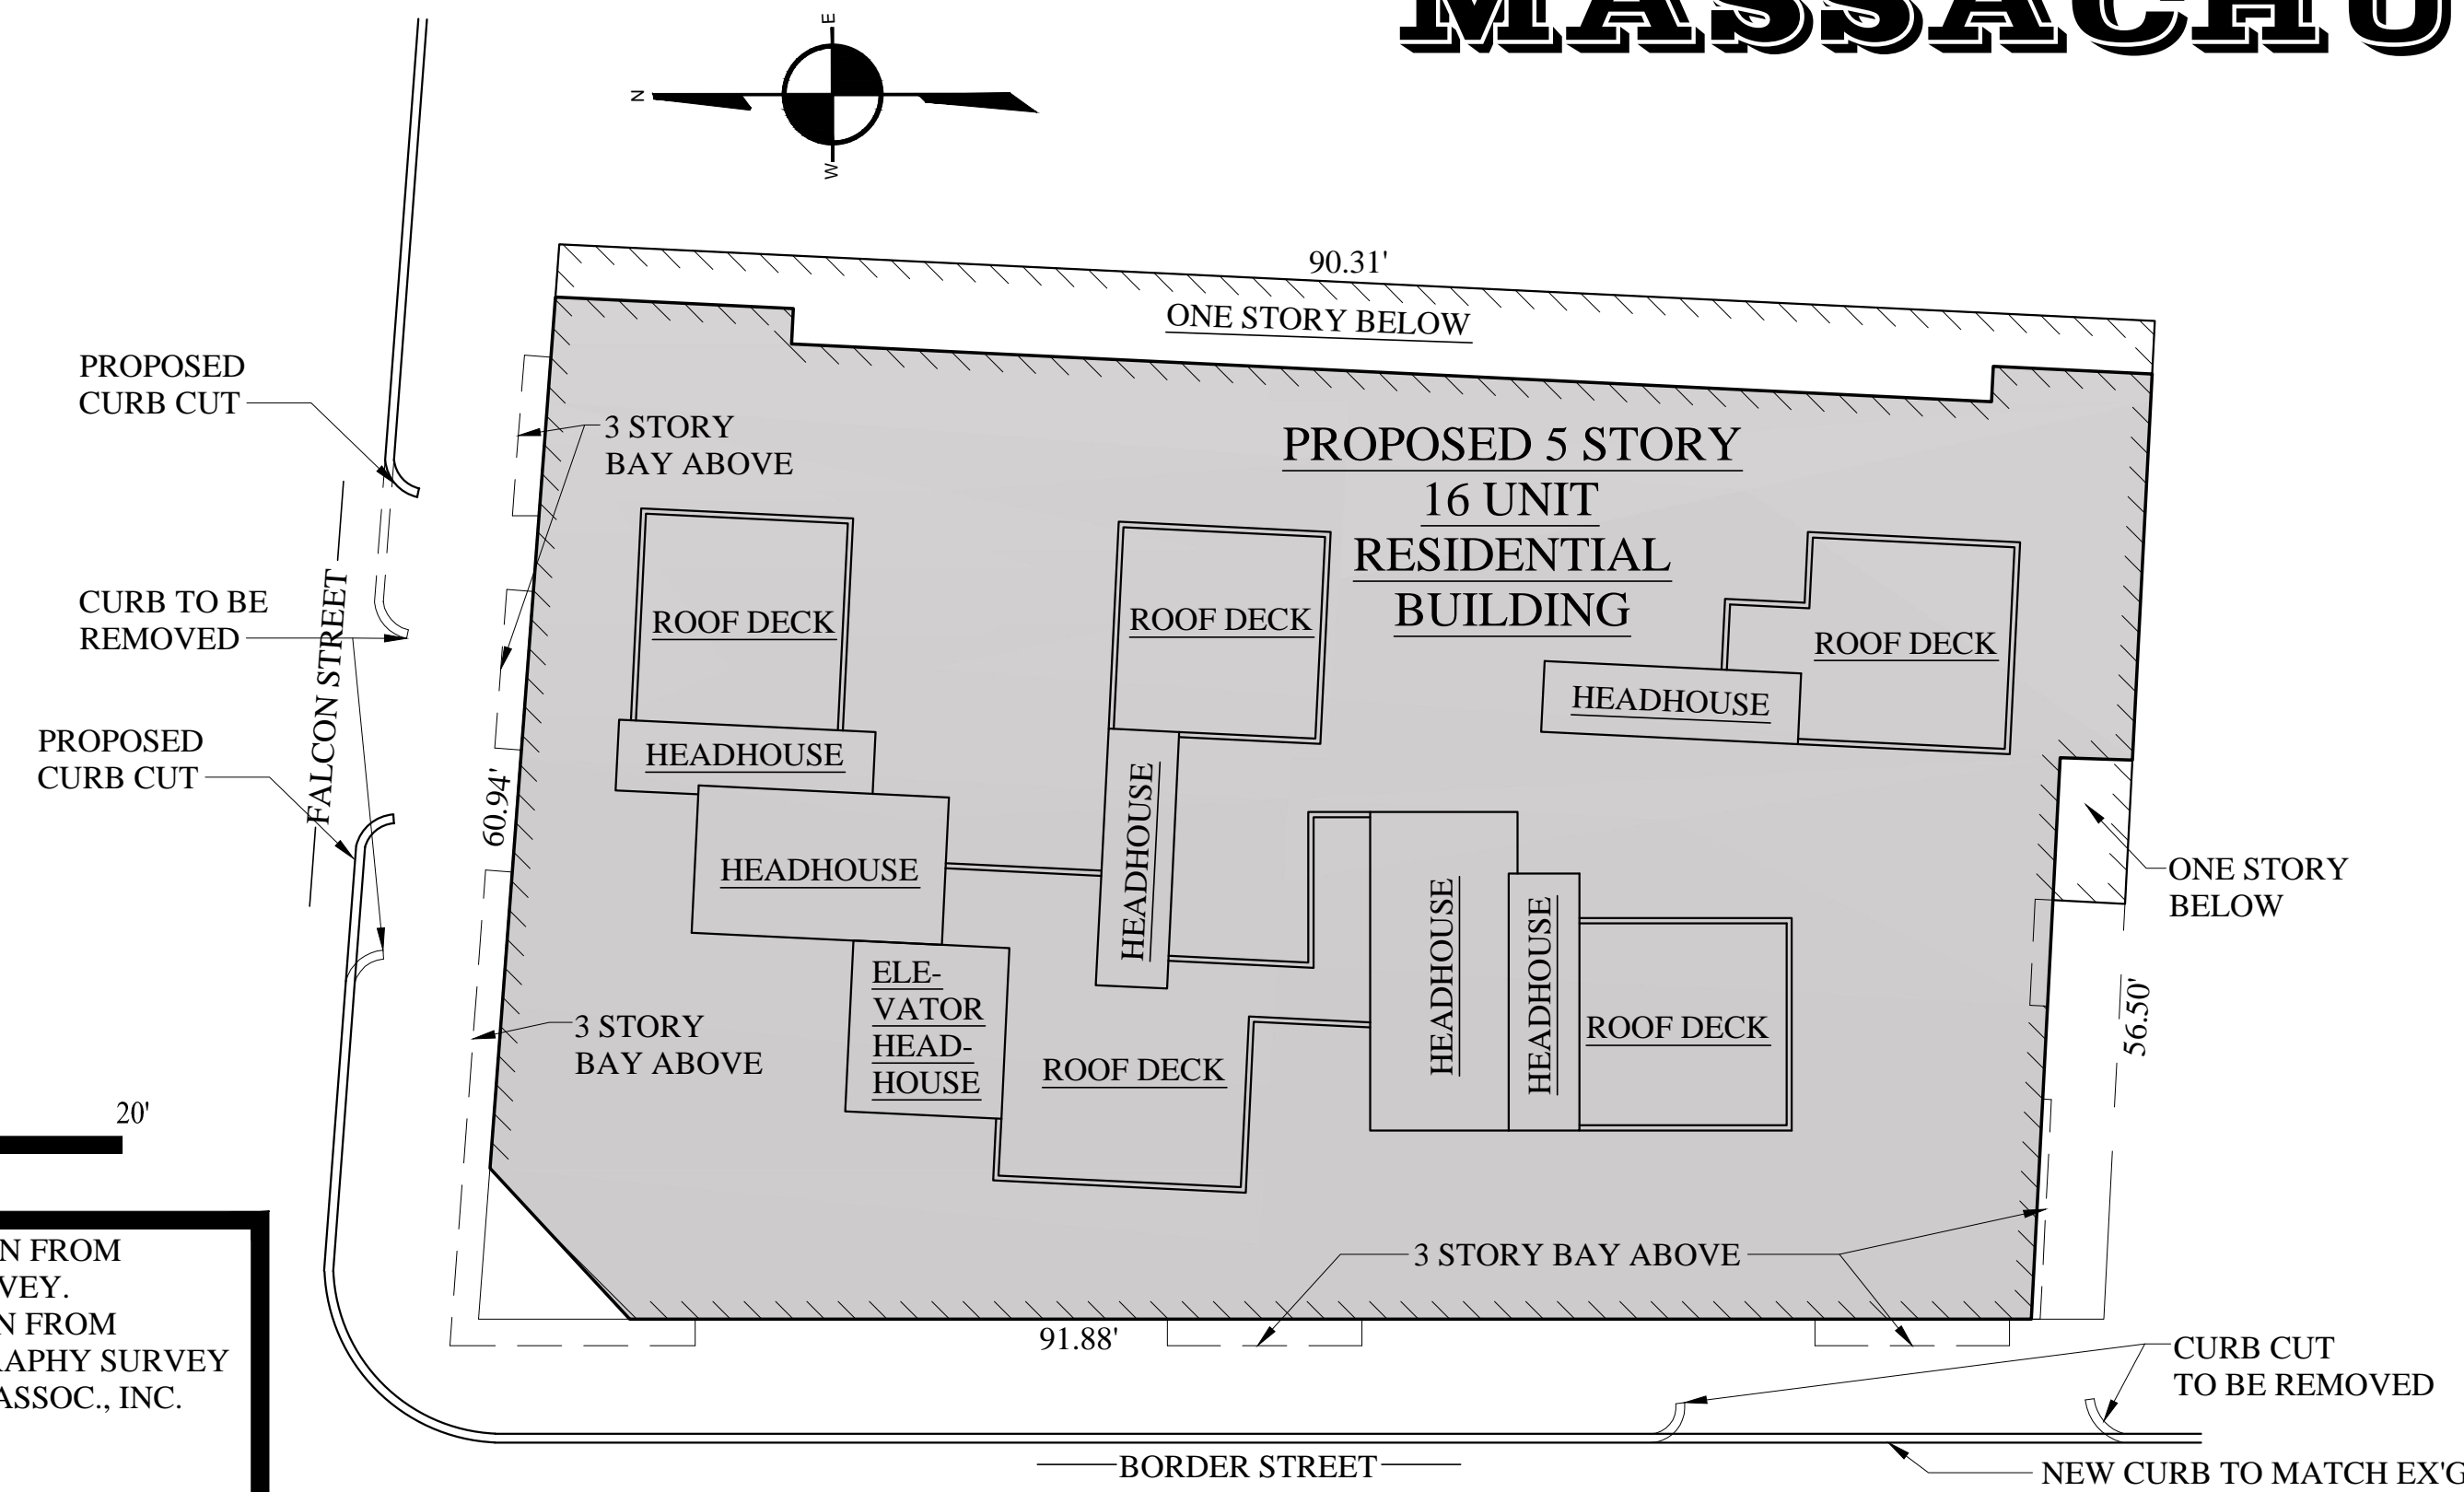 MASSACHU
E
N
W
90.31'
ONE STORY BELOW
PROPOSED
CURB CUT
3 STORY
BAY ABOVE
PROPOSED 5 STORY
16 UNIT
RESIDENTIAL
BUILDING
ROOF DECK
ROOF DECK
ROOF DECK
CURB TO BE
REMOVED
FALCON STREET
HEADHOUSE
HEADHOUSE
PROPOSED
CURB CUT
60.94'
HEADHOUSE
HEADHOUSE
HEADHOUSE
HEADHOUSE
ONE STORY
BELOW
ELE-
VATOR
HEAD-
HOUSE
ROOF DECK
ROOF DECK
56.50'
3 STORY
BAY ABOVE
20'
3 STORY BAY ABOVE
N FROM
VEY.
N FROM
RAPHY SURVEY
ASSOC., INC.
91.88'
CURB CUT
TO BE REMOVED
BORDER STREET
NEW CURB TO MATCH EX'G